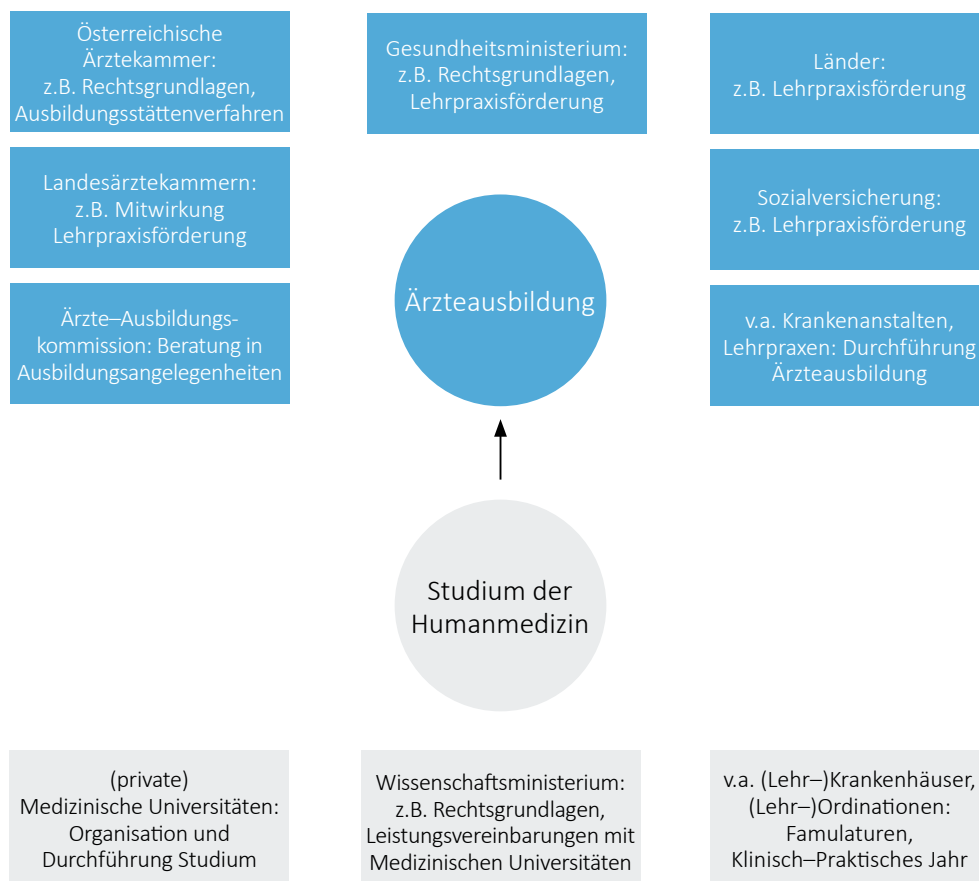 Österreichische
Ärztekammer:
z.B. Rechtsgrundlagen,
Ausbildungsstättenverfahren
Gesundheitsministerium:
z.B. Rechtsgrundlagen,
Lehrpraxisförderung
Länder:
z.B. Lehrpraxisförderung
Landesärztekammern:
z.B. Mitwirkung
Lehrpraxisförderung
Sozialversicherung:
z.B. Lehrpraxisförderung
Ärzteausbildung
Ärzte–Ausbildungs-
kommission: Beratung in
Ausbildungsangelegenheiten
v.a. Krankenanstalten,
Lehrpraxen: Durchführung
Ärzteausbildung
Studium der
Humanmedizin
(private)
Medizinische Universitäten:
Organisation und
Durchführung Studium
Wissenschaftsministerium:
z.B. Rechtsgrundlagen,
Leistungsvereinbarungen mit
Medizinischen Universitäten
v.a. (Lehr–)Krankenhäuser,
(Lehr–)Ordinationen:
Famulaturen,
Klinisch–Praktisches Jahr